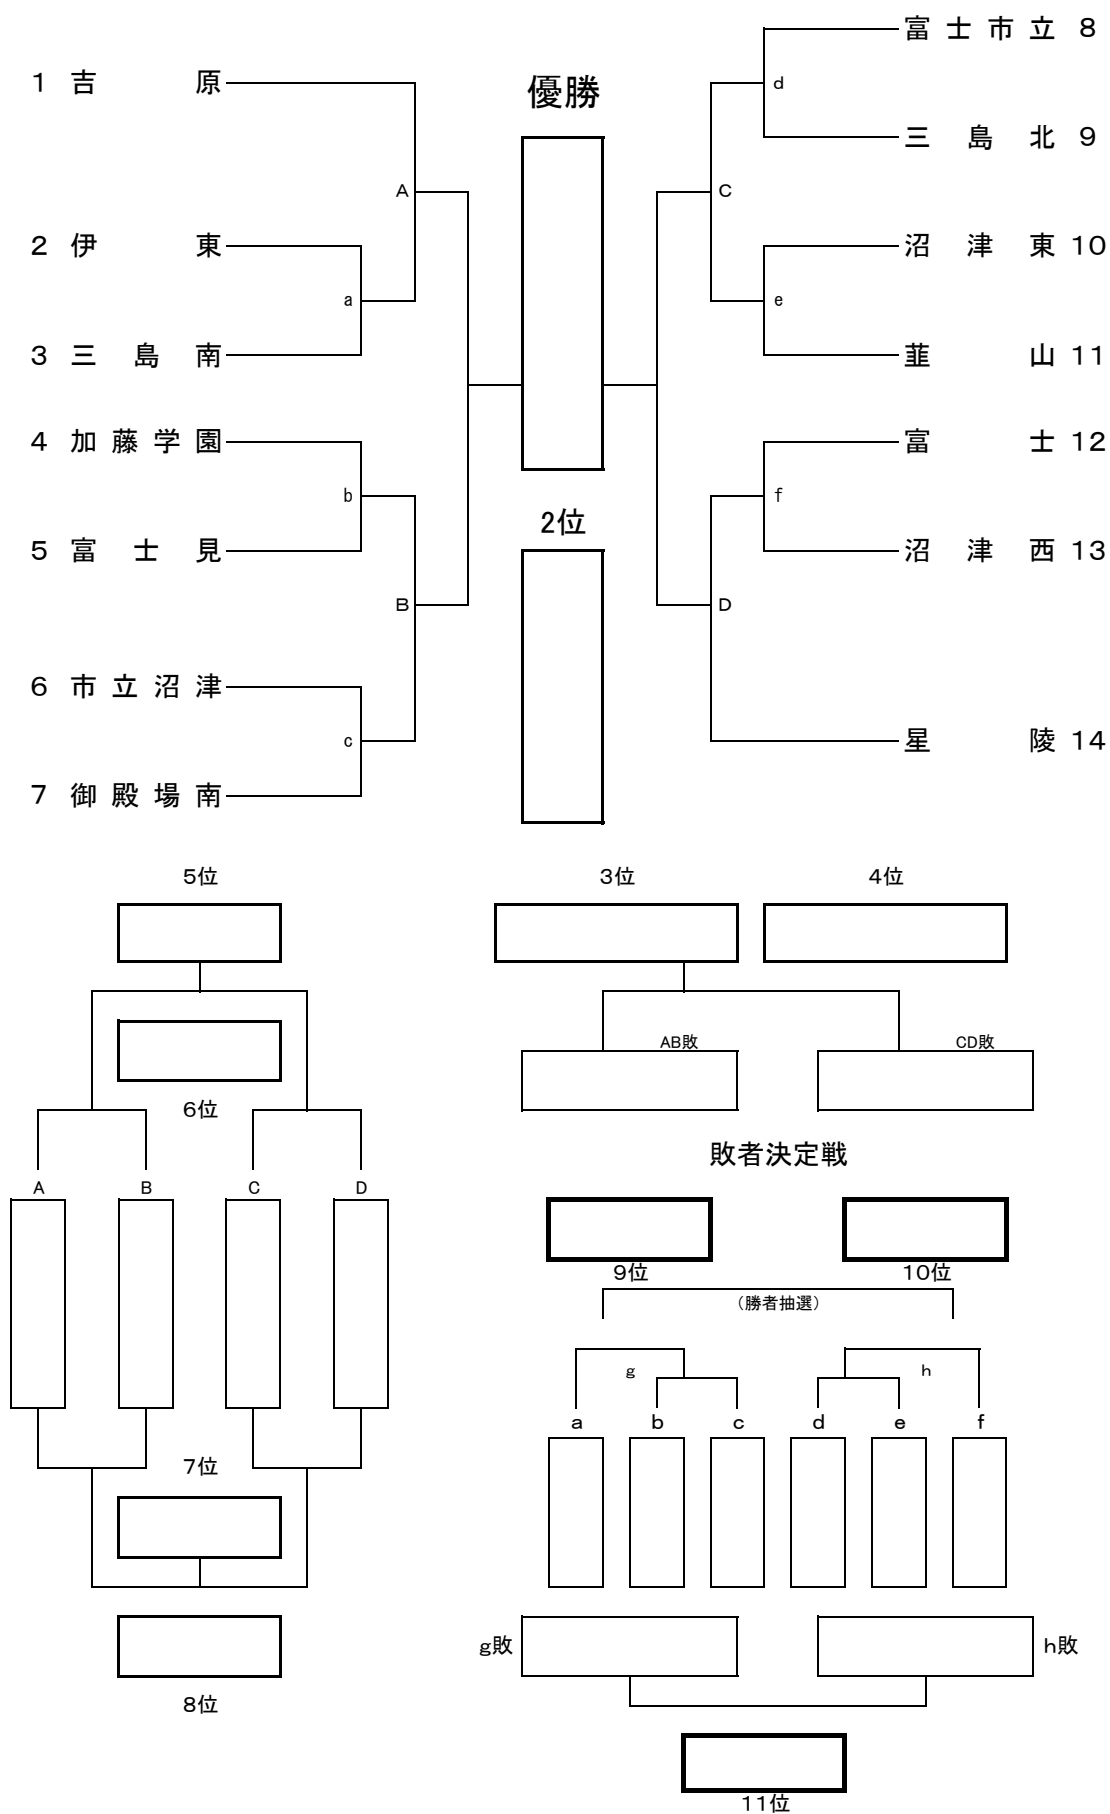 優勝
1 吉原
A
2 伊東
a
3 三島南
4 加藤学園
b
5 富士見
B
6 市立沼津
c
7 御殿場南
富士市立 8
d
三島北 9
C
沼津東 10
e
韮山 11
富士 12
f
沼津西 13
D
星陵 14
2位
5位
6位
A B C D
7位
8位
3位 4位
AB敗 CD敗
敗者決定戦
9位 10位
（勝者抽選）
g h
a b c d e f
g敗 h敗
11位